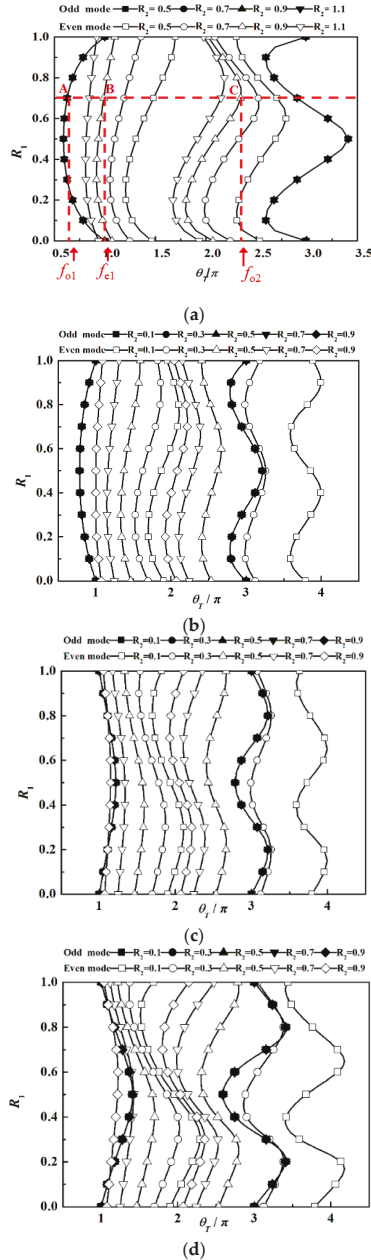 Odd mode R2= 0.5 R2= 0.7 R2= 0.9 R2= 1.1
Even mode R2= 0.5 R2= 0.7 R2= 0.9 R2= 1.1
1.0
0.8
0.6
0.4
0.2
0.0
R1
A B C
0.5 1.0 1.5 2.0 2.5 3.0 3.5
θT/π
fo1 fe1 fo2
(a)
Odd mode R2=0.1 R2=0.3 R2=0.5 R2=0.7 R2=0.9
Even mode R2=0.1 R2=0.3 R2=0.5 R2=0.7 R2=0.9
1.0
0.8
0.6
0.4
0.2
0.0
R1
1 2 3 4
θT / π
(b)
Odd mode R2=0.1 R2=0.3 R2=0.5 R2=0.7 R2=0.9
Even mode R2=0.1 R2=0.3 R2=0.5 R2=0.7 R2=0.9
1.0
0.8
0.6
0.4
0.2
0.0
R1
1 2 3 4
θT / π
(c)
Odd mode R2=0.1 R2=0.3 R2=0.5 R2=0.7 R2=0.9
Even mode R2=0.1 R2=0.3 R2=0.5 R2=0.7 R2=0.9
1.0
0.8
0.6
0.4
0.2
0.0
R1
1 2 3 4
θT / π
(d)